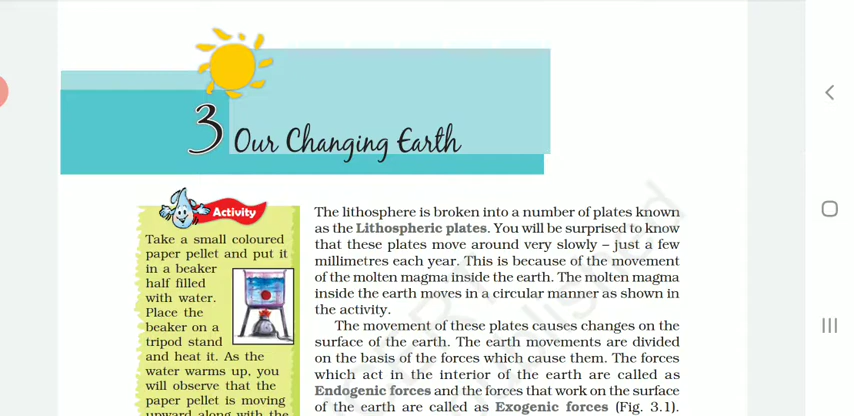 3 Our Changing Earth
Activity
Take a small coloured
paper pellet and put it
in a beaker
half filled
with water.
Place the
beaker on a
tripod stand
and heat it. As the
water warms up, you
will observe that the
paper pellet is moving
upward along with the
The lithosphere is broken into a number of plates known
as the Lithospheric plates. You will be surprised to know
that these plates move around very slowly – just a few
millimetres each year. This is because of the movement
of the molten magma inside the earth. The molten magma
inside the earth moves in a circular manner as shown in
the activity.
The movement of these plates causes changes on the
surface of the earth. The earth movements are divided
on the basis of the forces which cause them. The forces
which act in the interior of the earth are called as
Endogenic forces and the forces that work on the surface
of the earth are called as Exogenic forces (Fig. 3.1).